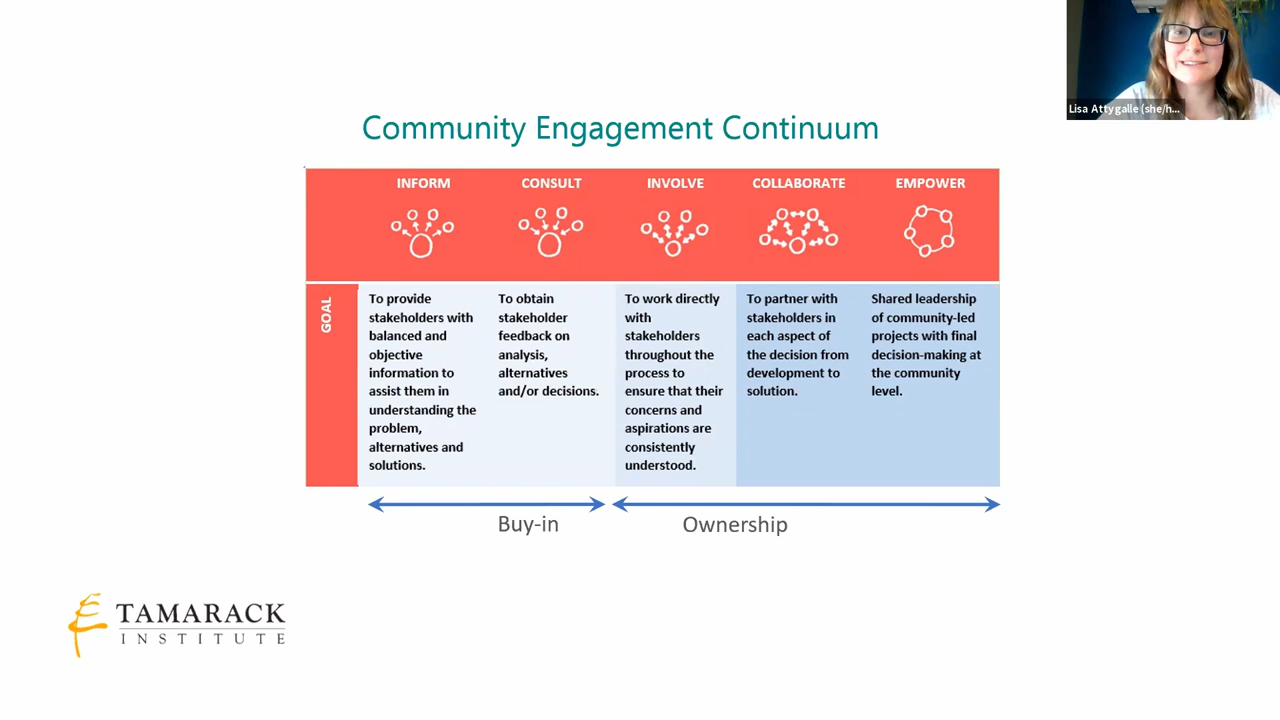 Lisa Attygalle (she/h...
Community Engagement Continuum
INFORM
CONSULT
INVOLVE
COLLABORATE
EMPOWER
GOAL
To provide
stakeholders with
balanced and
objective
information to
assist them in
understanding the
problem,
alternatives and
solutions.
To obtain
stakeholder
feedback on
analysis,
alternatives
and/or decisions.
To work directly
with
stakeholders
throughout the
process to
ensure that their
concerns and
aspirations are
consistently
understood.
To partner with
stakeholders in
each aspect of
the decision from
development to
solution.
Shared leadership
of community-led
projects with final
decision-making at
the community
level.
Buy-in
Ownership
TAMARACK
INSTITUTE